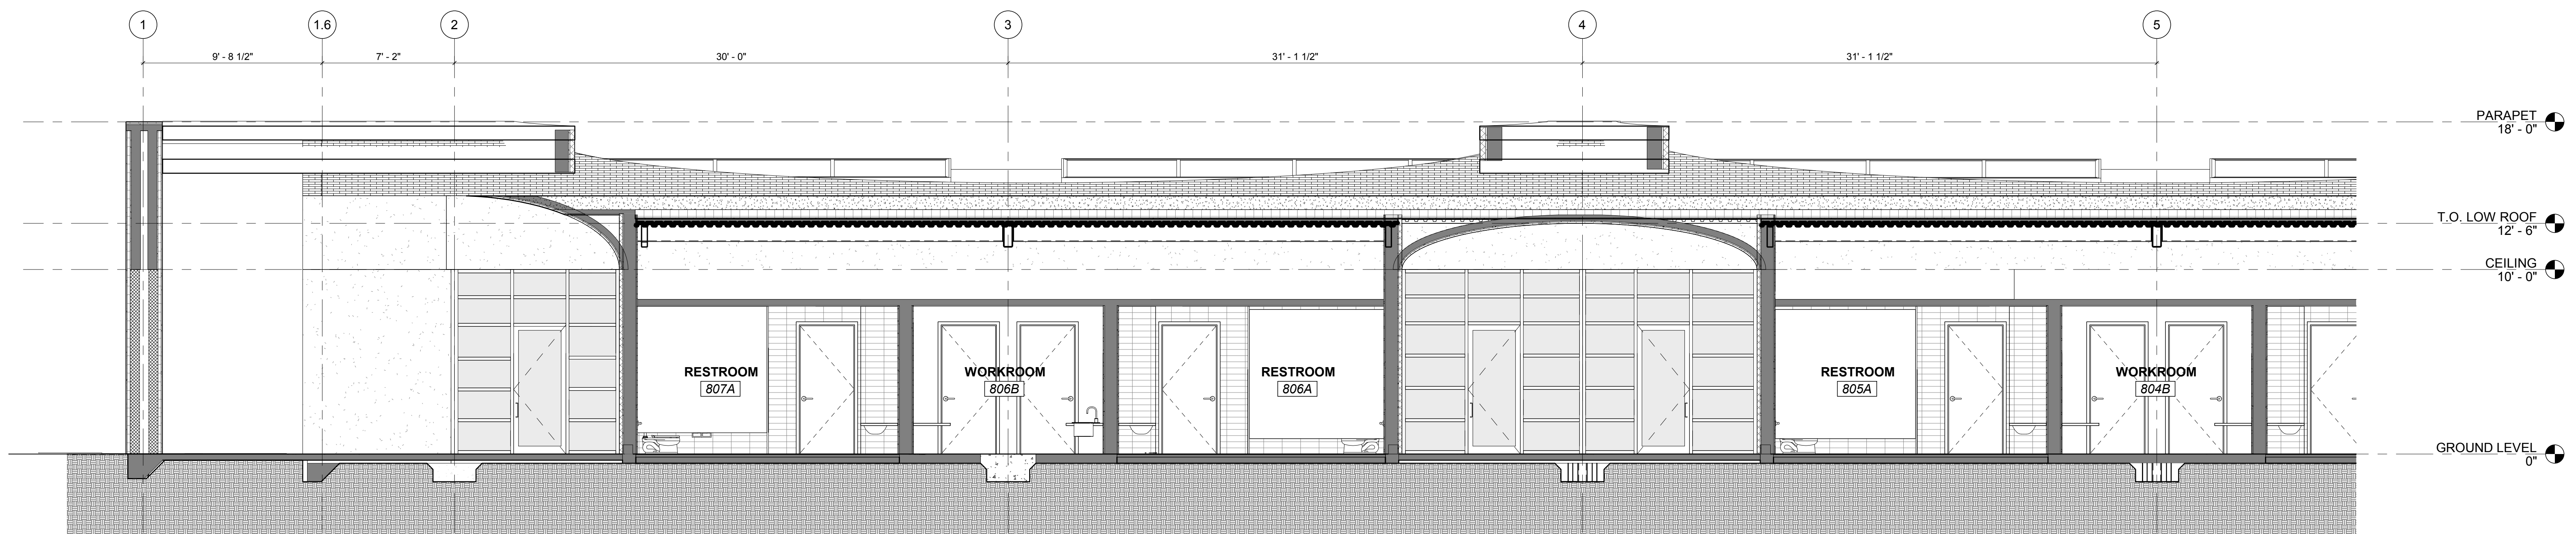 1
1.6
2
3
4
5
9' - 8 1/2"
7' - 2"
30' - 0"
31' - 1 1/2"
31' - 1 1/2"
PARAPET
18' - 0"
T.O. LOW ROOF
12' - 6"
CEILING
10' - 0"
RESTROOM
807A
WORKROOM
806B
RESTROOM
806A
RESTROOM
805A
WORKROOM
804B
GROUND LEVEL
0"